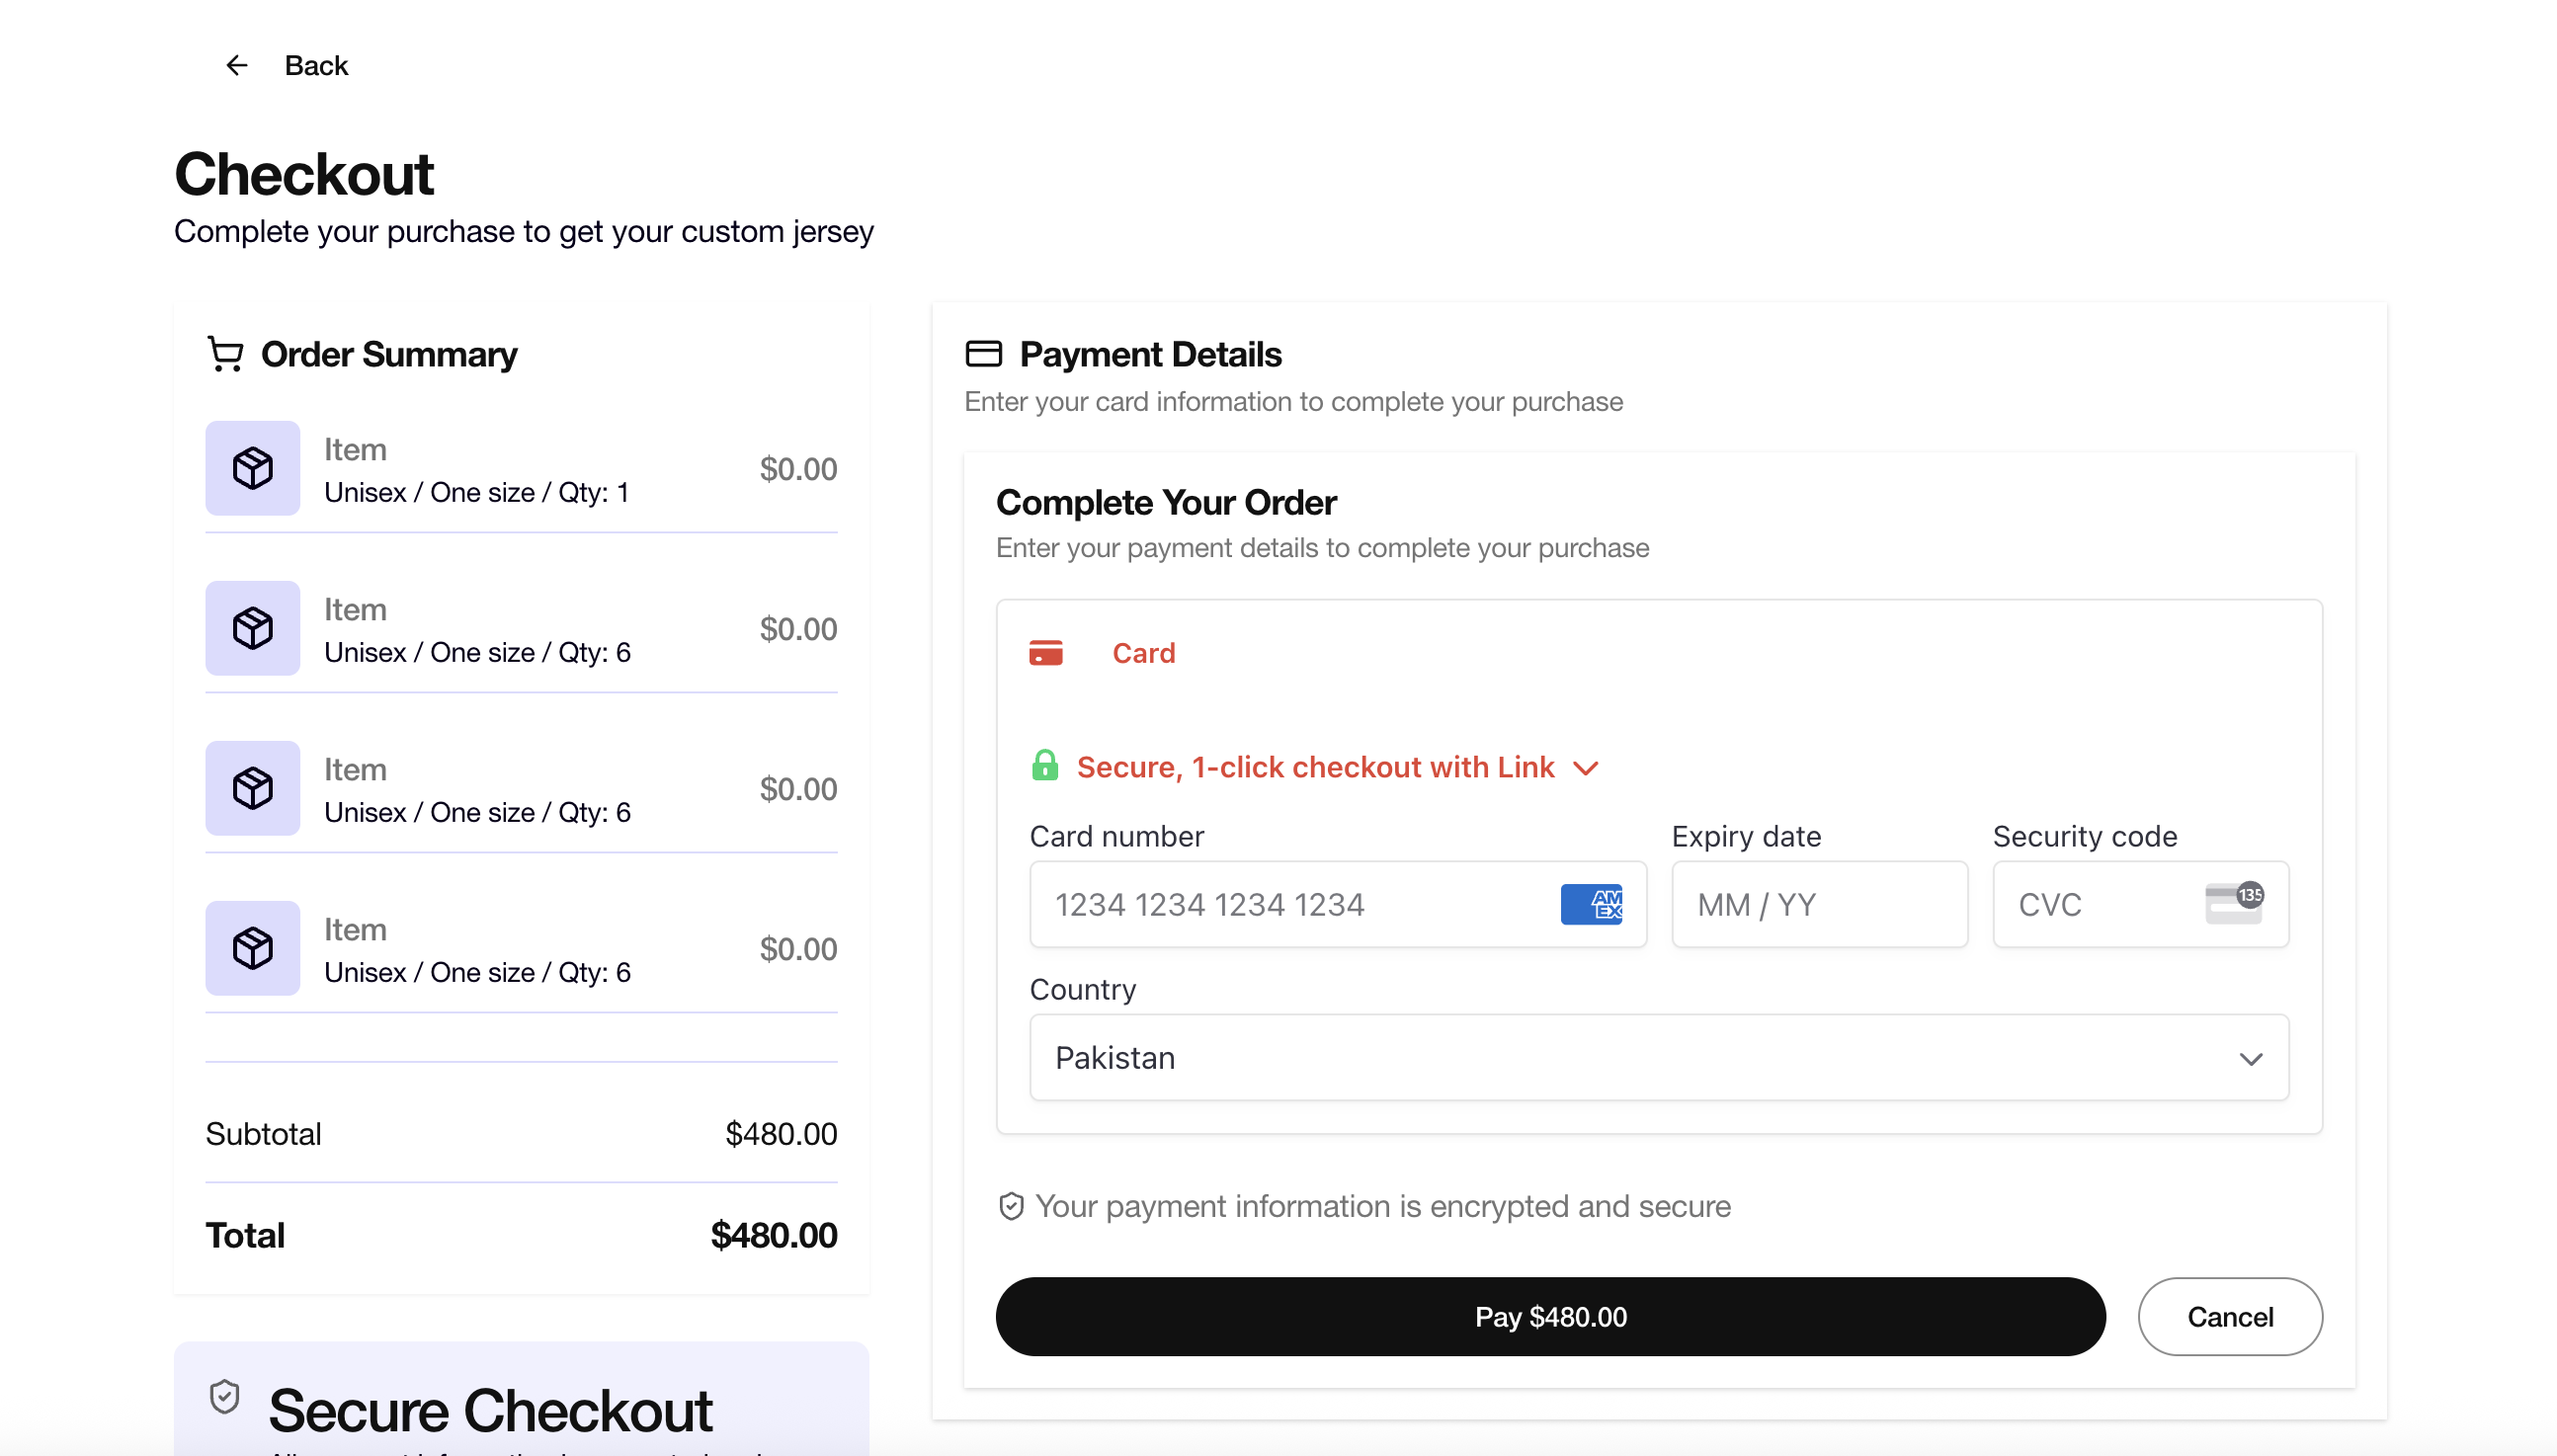 Back
Checkout
Complete your purchase to get your custom jersey
Order Summary
Item
Unisex / One size / Qty: 1
$0.00
Item
Unisex / One size / Qty: 6
$0.00
Item
Unisex / One size / Qty: 6
$0.00
Item
Unisex / One size / Qty: 6
$0.00
Subtotal
$480.00
Total
$480.00
Secure Checkout
Payment Details
Enter your card information to complete your purchase
Complete Your Order
Enter your payment details to complete your purchase
Card
Secure, 1-click checkout with Link
Card number
Expiry date
Security code
1234 1234 1234 1234
AM
EX
MM / YY
CVC
135
Country
Pakistan
Your payment information is encrypted and secure
Pay $480.00
Cancel